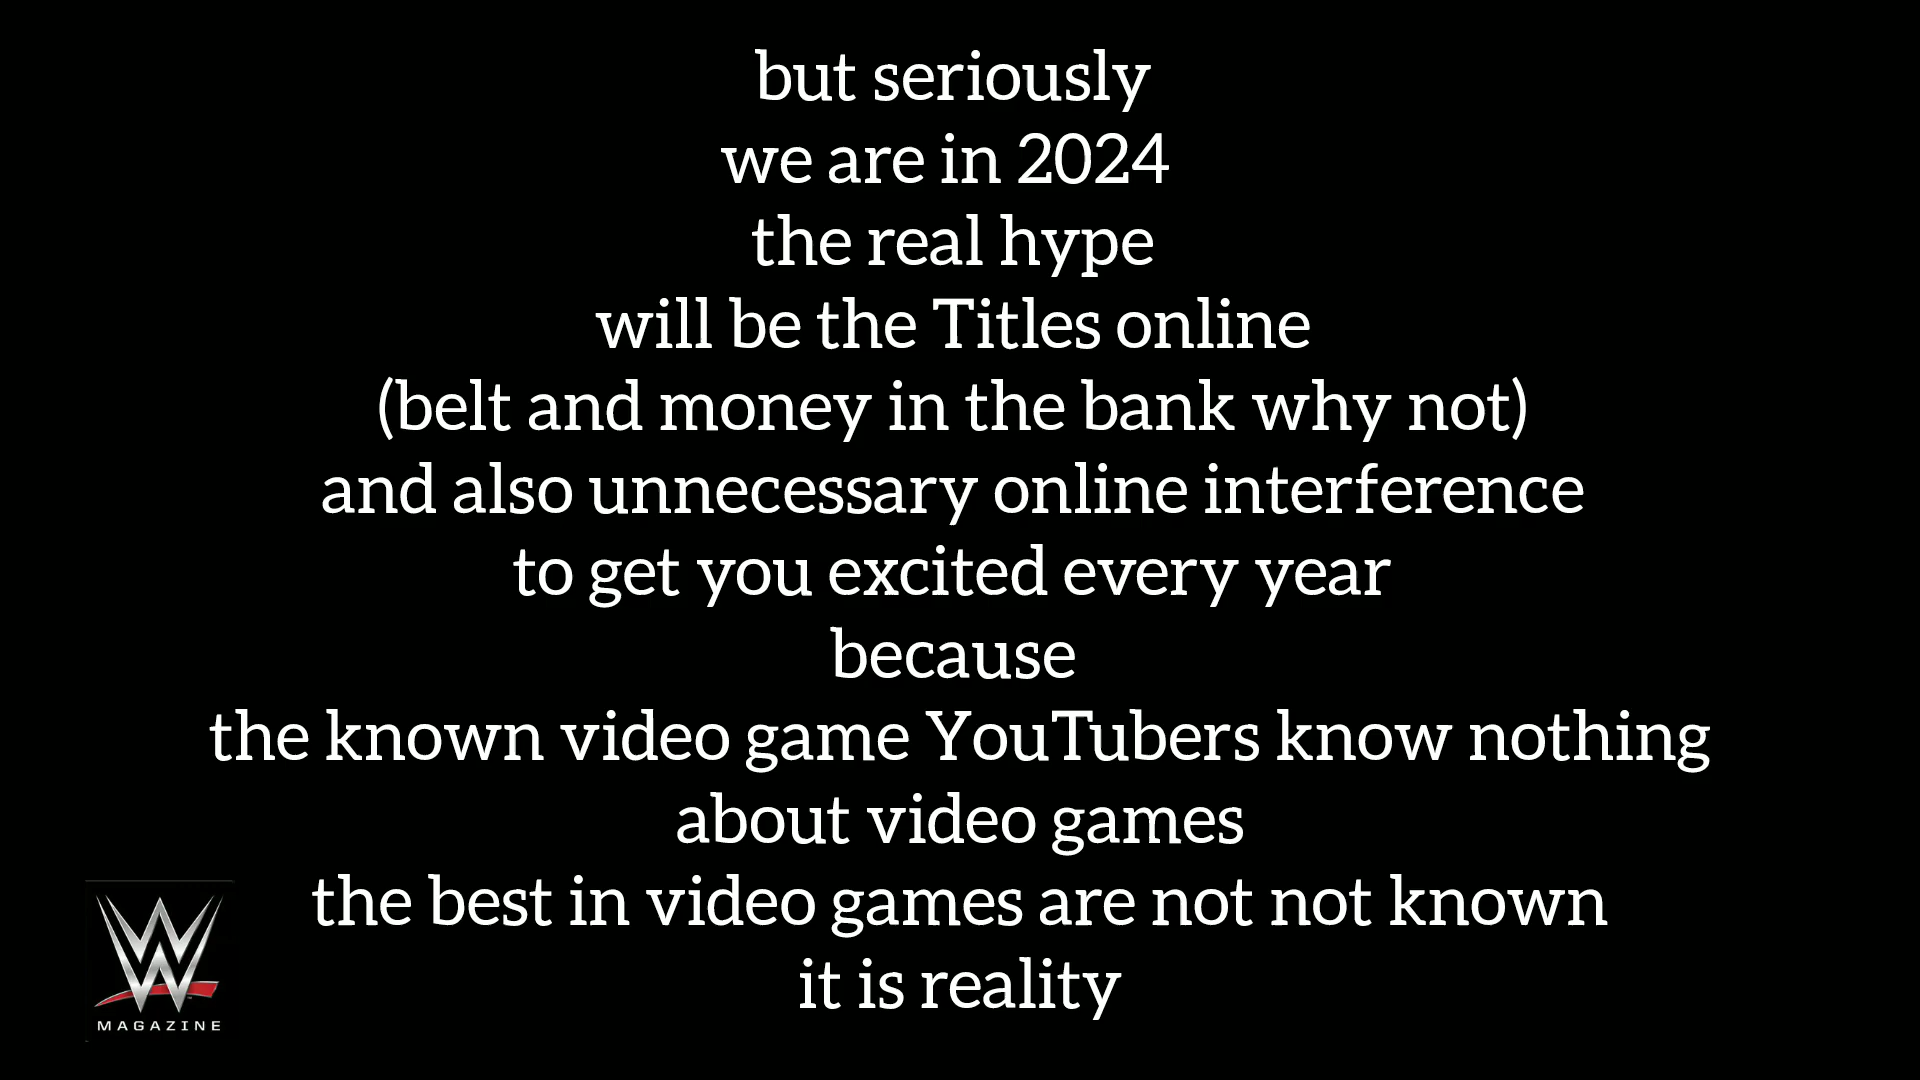 but seriously
we are in 2024
the real hype
will be the Titles online
(belt and money in the bank why not)
and also unnecessary online interference
to get you excited every year
because
the known video game YouTubers know nothing
about video games
the best in video games are not not known
it is reality
W
MAGAZINE